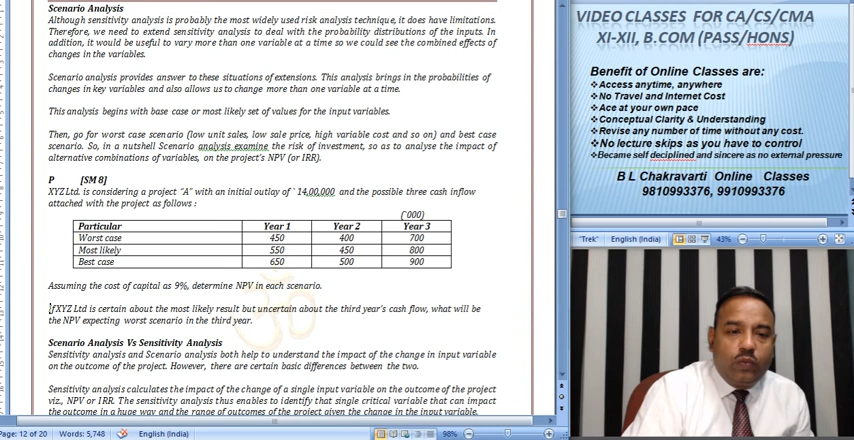 Scenario Analysis
Although sensitivity analysis is probably the most widely used risk analysis technique, it does have limitations.
Therefore, we need to extend sensitivity analysis to deal with the probability distributions of the inputs. In
addition, it would be useful to vary more than one variable at a time so we could see the combined effects of
changes in the variables.
Scenario analysis provides answer to these situations of extensions. This analysis brings in the probabilities of
changes in key variables and also allows us to change more than one variable at a time.
This analysis begins with base case or most likely set of values for the input variables.
Then, go for worst case scenario (low unit sales, low sale price, high variable cost and so on) and best case
scenario. So, in a nutshell Scenario analysis examine the risk of investment, so as to analyse the impact of
alternative combinations of variables, on the project's NPV (or IRR).
P [SM 8]
XYZ Ltd. is considering a project "A" with an initial outlay of ` 14,00,000 and the possible three cash inflow
attached with the project as follows :
(`000)
Particular Year 1 Year 2 Year 3
Worst case 450 400 700
Most likely 550 450 800
Best case 650 500 900
Assuming the cost of capital as 9%, determine NPV in each scenario.
If XYZ Ltd is certain about the most likely result but uncertain about the third year's cash flow, what will be
the NPV expecting worst scenario in the third year.
Scenario Analysis Vs Sensitivity Analysis
Sensitivity analysis and Scenario analysis both help to understand the impact of the change in input variable
on the outcome of the project. However, there are certain basic differences between the two.
Sensitivity analysis calculates the impact of the change of a single input variable on the outcome of the project
viz., NPV or IRR. The sensitivity analysis thus enables to identify that single critical variable that can impact
the outcome in a huge way and the range of outcomes of the project given the change in the input variable.
Page: 12 of 20 Words: 5,748 English (India) 98%
VIDEO CLASSES FOR CA/CS/CMA
XI-XII, B.COM (PASS/HONS)
Benefit of Online Classes are:
❖Access anytime, anywhere
❖No Travel and Internet Cost
❖Ace at your own pace
❖Conceptual Clarity & Understanding
❖Revise any number of time without any cost.
❖No lecture skips as you have to control
❖Became self deciplined and sincere as no external pressure
B L Chakravarti Online Classes
9810993376, 9910993376
"Trek" English (India) 43%